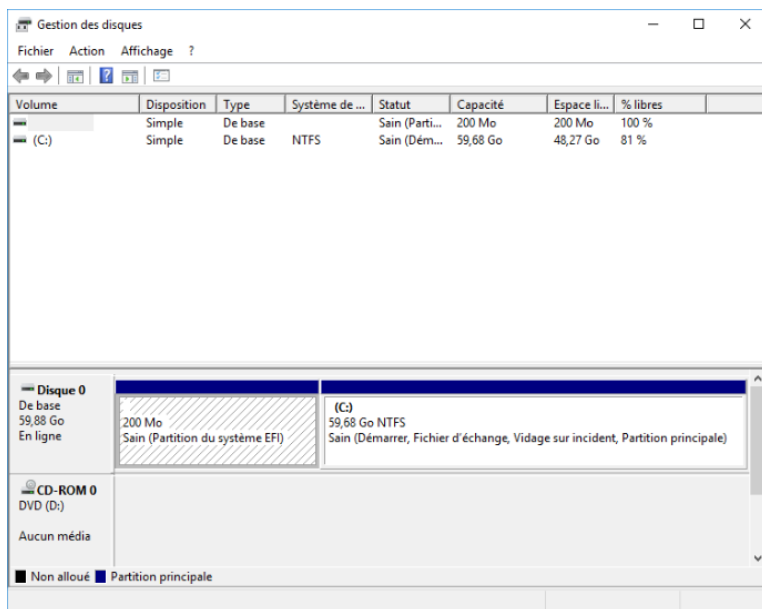 Gestion des disques
Fichier Action Affichage ?
Volume Disposition Type Système de ... Statut Capacité Espace li... % libres
Simple De base Sain (Parti... 200 Mo 200 Mo 100 %
(C:) Simple De base NTFS Sain (Dém... 59,68 Go 48,27 Go 81 %
Disque 0
De base
59,88 Go
En ligne
200 Mo
Sain (Partition du système EFI)
(C:)
59,68 Go NTFS
Sain (Démarrer, Fichier d'échange, Vidage sur incident, Partition principale)
CD-ROM 0
DVD (D:)
Aucun média
Non alloué Partition principale